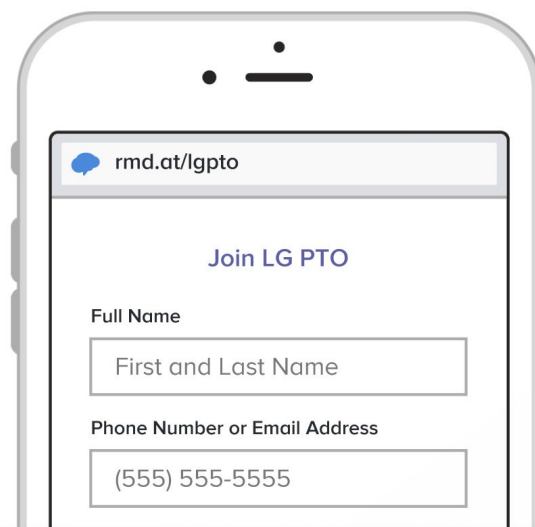 rmd.at/lgpto
Join LG PTO
Full Name
First and Last Name
Phone Number or Email Address
(555) 555-5555